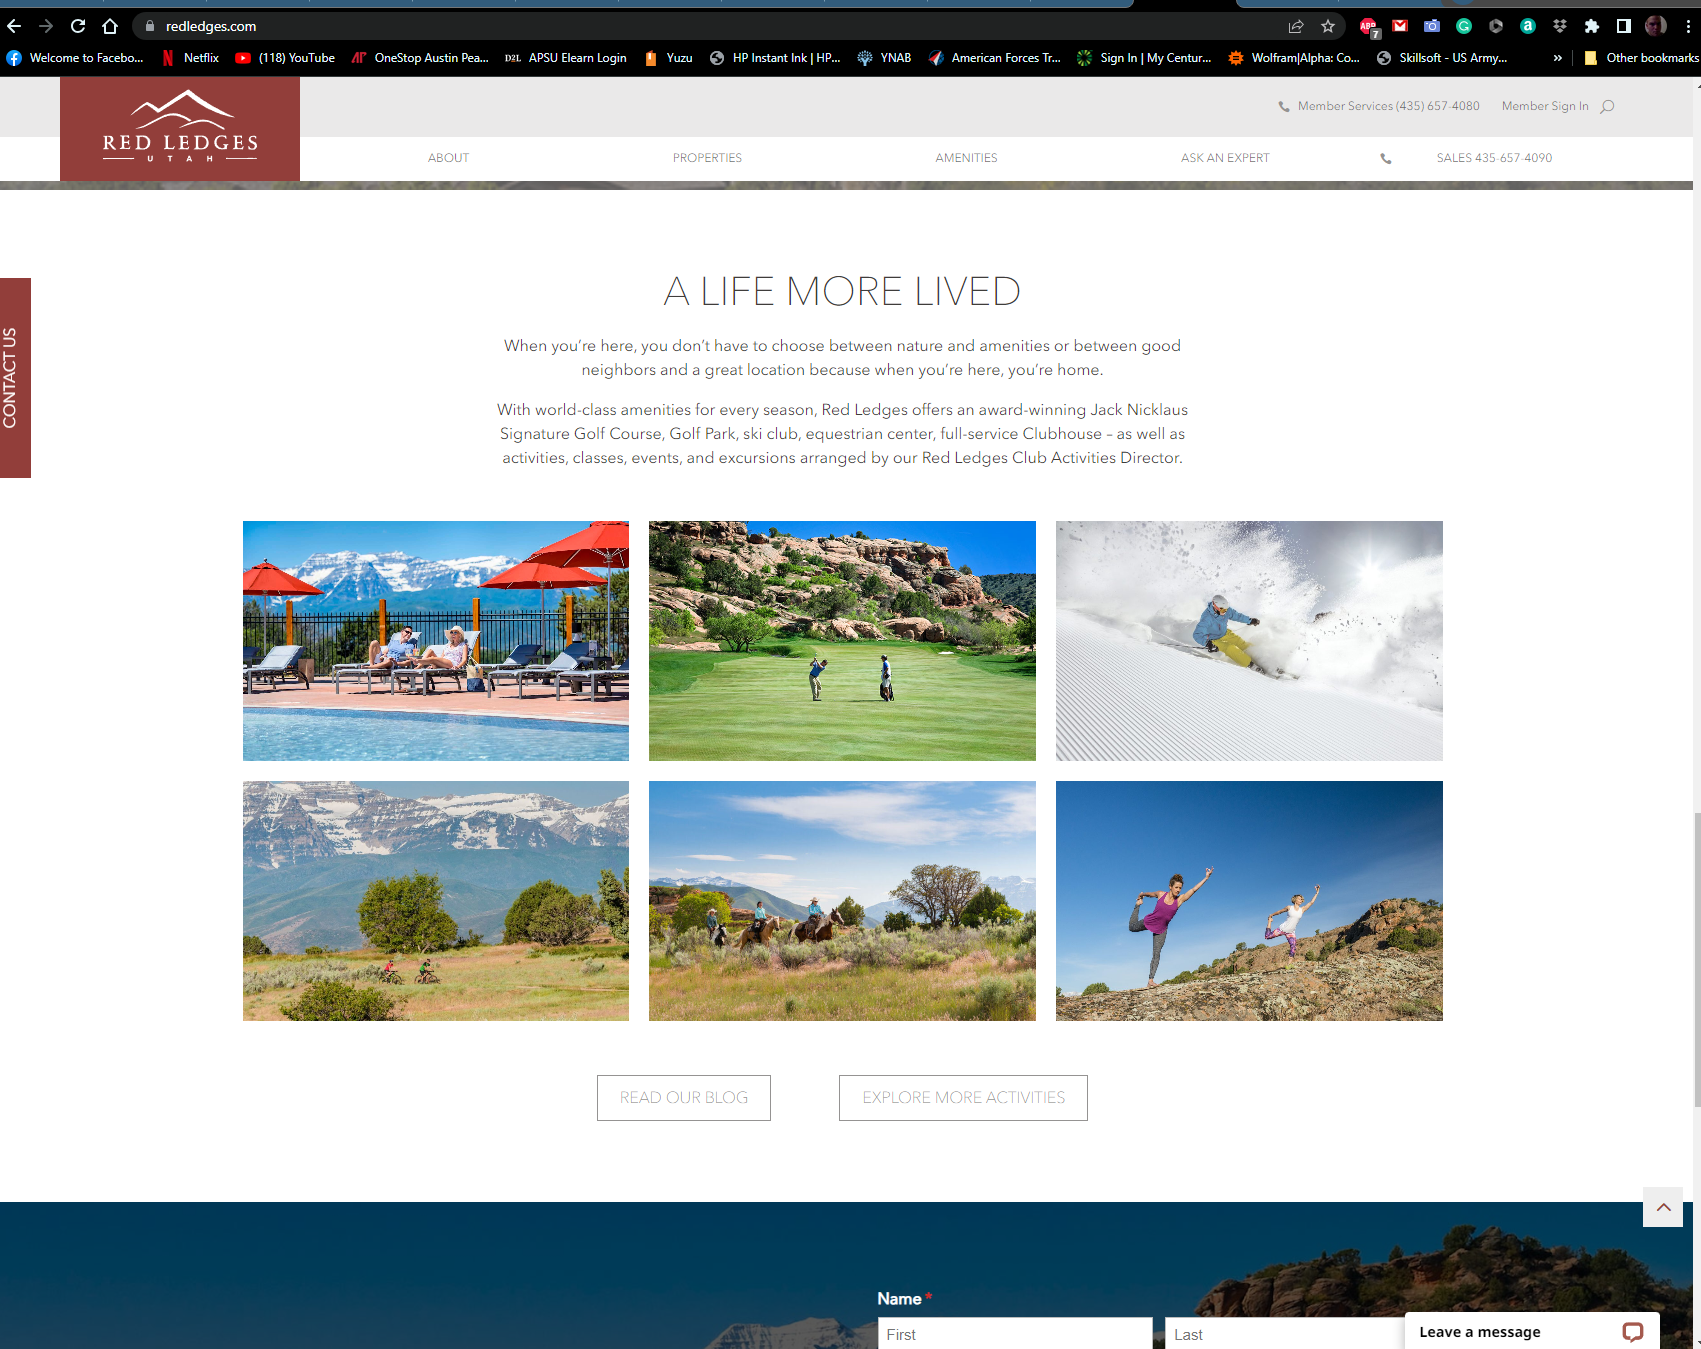 redledges.com
ABP
7
Welcome to Facebo...
Netflix
(118) YouTube
OneStop Austin Pea...
D2L APSU Elearn Login
Yuzu
HP Instant Ink | HP...
YNAB
American Forces Tr...
Sign In | My Centur...
Wolfram|Alpha: Co...
Skillsoft - US Army...
»
Other bookmarks
RED LEDGES
UTAH
Member Services (435) 657-4080
Member Sign In
ABOUT
PROPERTIES
AMENITIES
ASK AN EXPERT
SALES 435-657-4090
CONTACT US
A LIFE MORE LIVED
When you’re here, you don’t have to choose between nature and amenities or between good
neighbors and a great location because when you’re here, you’re home.
With world-class amenities for every season, Red Ledges offers an award-winning Jack Nicklaus
Signature Golf Course, Golf Park, ski club, equestrian center, full-service Clubhouse – as well as
activities, classes, events, and excursions arranged by our Red Ledges Club Activities Director.
READ OUR BLOG
EXPLORE MORE ACTIVITIES
Name *
First
Last
Leave a message